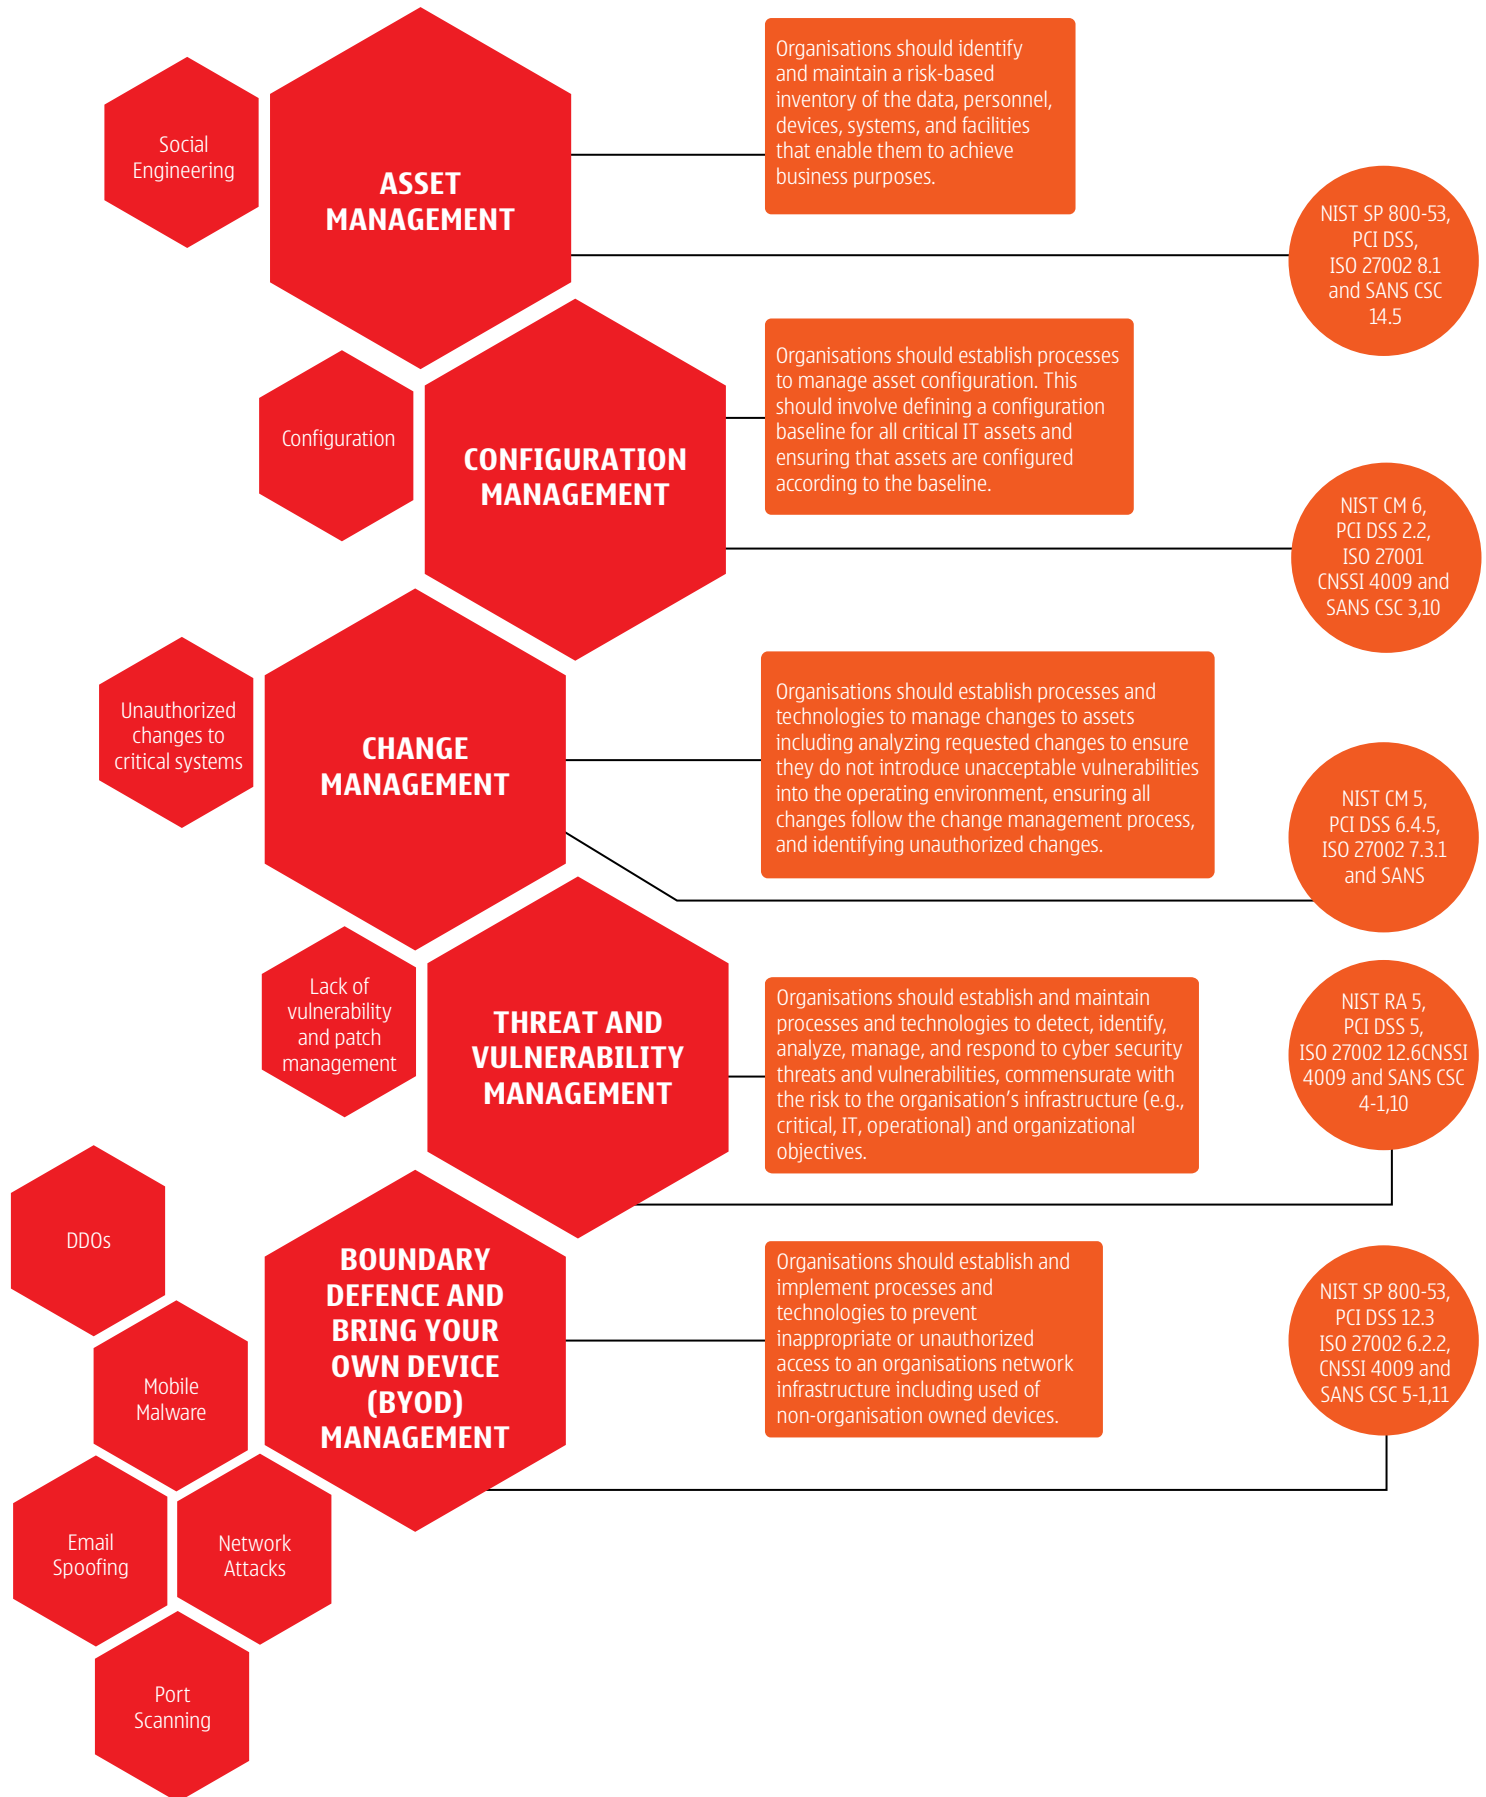 Social
Engineering
ASSET
MANAGEMENT
Organisations should identify
and maintain a risk-based
inventory of the data, personnel,
devices, systems, and facilities
that enable them to achieve
business purposes.
NIST SP 800-53,
PCI DSS,
ISO 27002 8.1
and SANS CSC
14.5
Configuration
CONFIGURATION
MANAGEMENT
Organisations should establish processes
to manage asset configuration. This
should involve defining a configuration
baseline for all critical IT assets and
ensuring that assets are configured
according to the baseline.
NIST CM 6,
PCI DSS 2.2,
ISO 27001
CNSSI 4009 and
SANS CSC 3,10
Unauthorized
changes to
critical systems
CHANGE
MANAGEMENT
Organisations should establish processes and
technologies to manage changes to assets
including analyzing requested changes to ensure
they do not introduce unacceptable vulnerabilities
into the operating environment, ensuring all
changes follow the change management process,
and identifying unauthorized changes.
NIST CM 5,
PCI DSS 6.4.5,
ISO 27002 7.3.1
and SANS
Lack of
vulnerability
and patch
management
THREAT AND
VULNERABILITY
MANAGEMENT
Organisations should establish and maintain
processes and technologies to detect, identify,
analyze, manage, and respond to cyber security
threats and vulnerabilities, commensurate with
the risk to the organisation’s infrastructure (e.g.,
critical, IT, operational) and organizational
objectives.
NIST RA 5,
PCI DSS 5,
ISO 27002 12.6CNSSI
4009 and SANS CSC
4-1,10
DDOs
Mobile
Malware
Email
Spoofing
Network
Attacks
Port
Scanning
BOUNDARY
DEFENCE AND
BRING YOUR
OWN DEVICE
(BYOD)
MANAGEMENT
Organisations should establish and
implement processes and
technologies to prevent
inappropriate or unauthorized
access to an organisations network
infrastructure including used of
non-organisation owned devices.
NIST SP 800-53,
PCI DSS 12.3
ISO 27002 6.2.2,
CNSSI 4009 and
SANS CSC 5-1,11